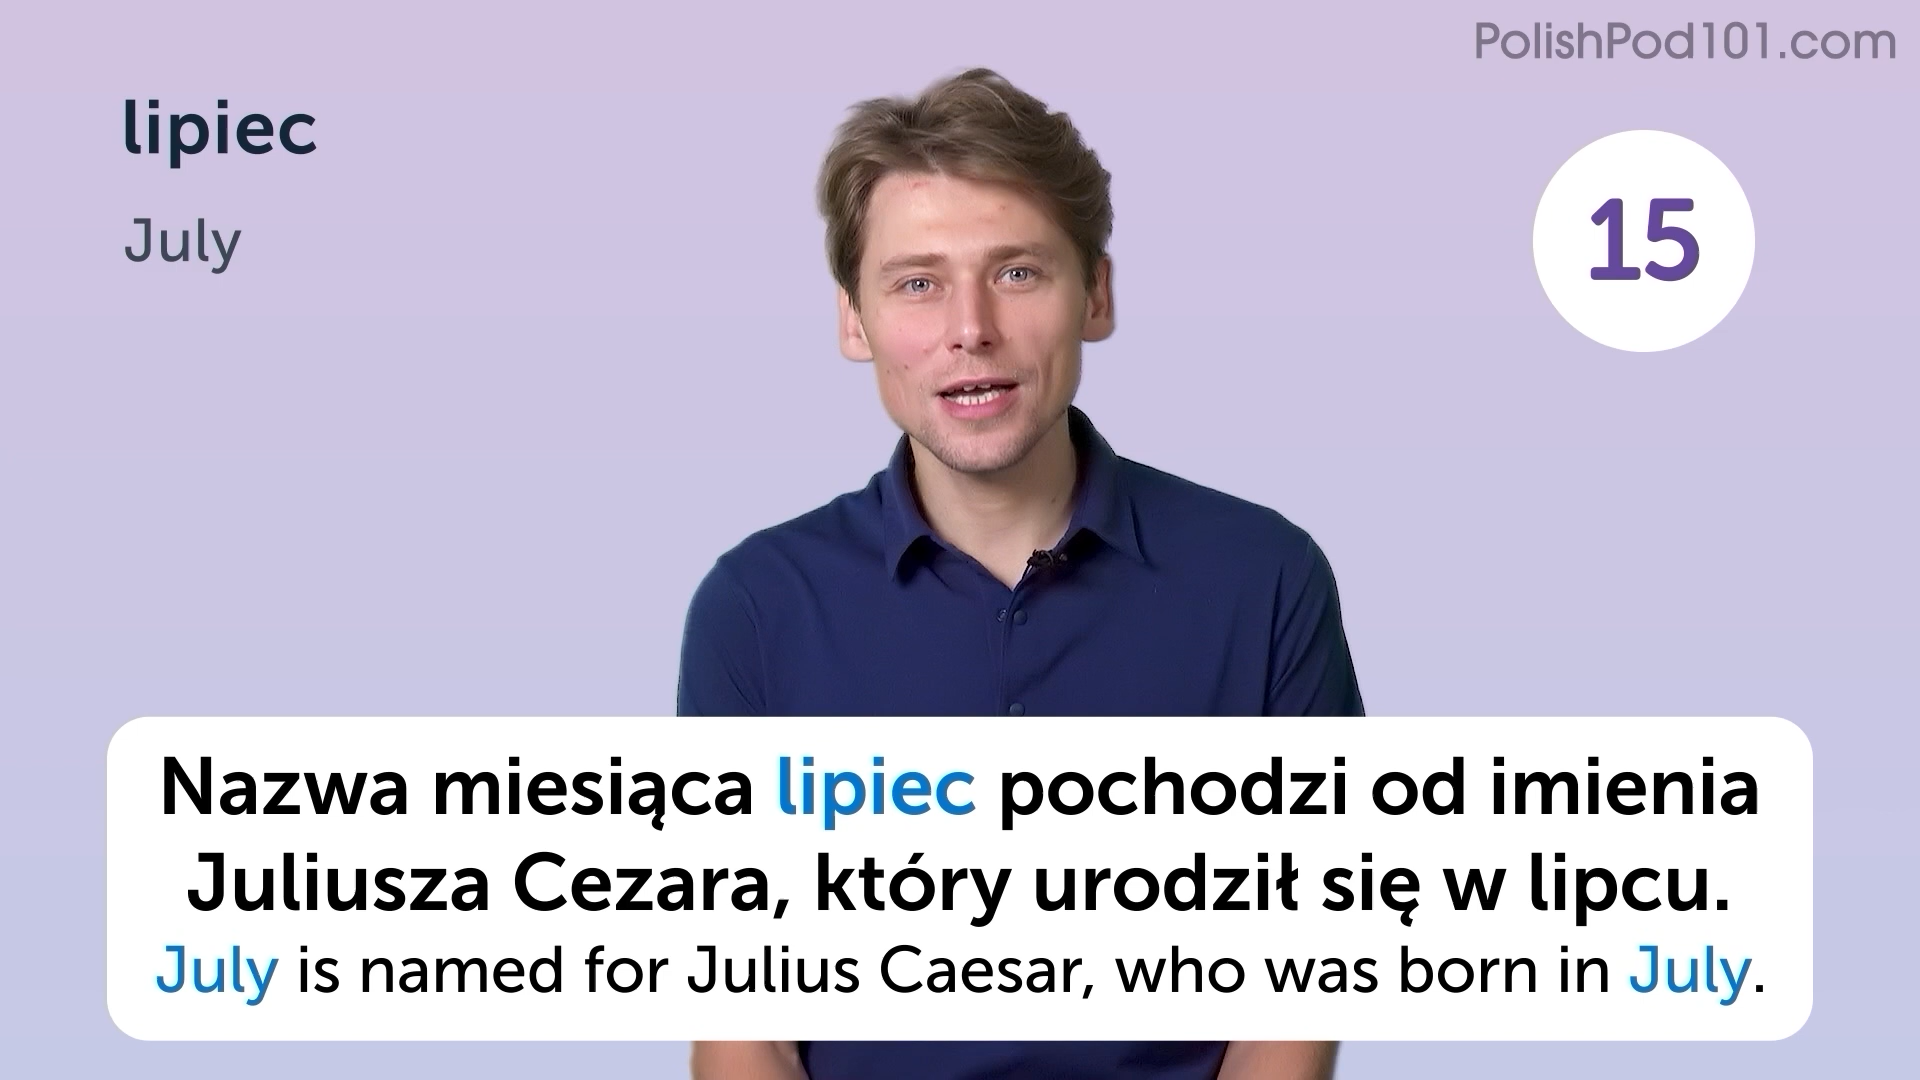 PolishPod101.com
lipiec
July
15
Nazwa miesiąca lipiec pochodzi od imienia
Juliusza Cezara, który urodził się w lipcu.
July is named for Julius Caesar, who was born in July.